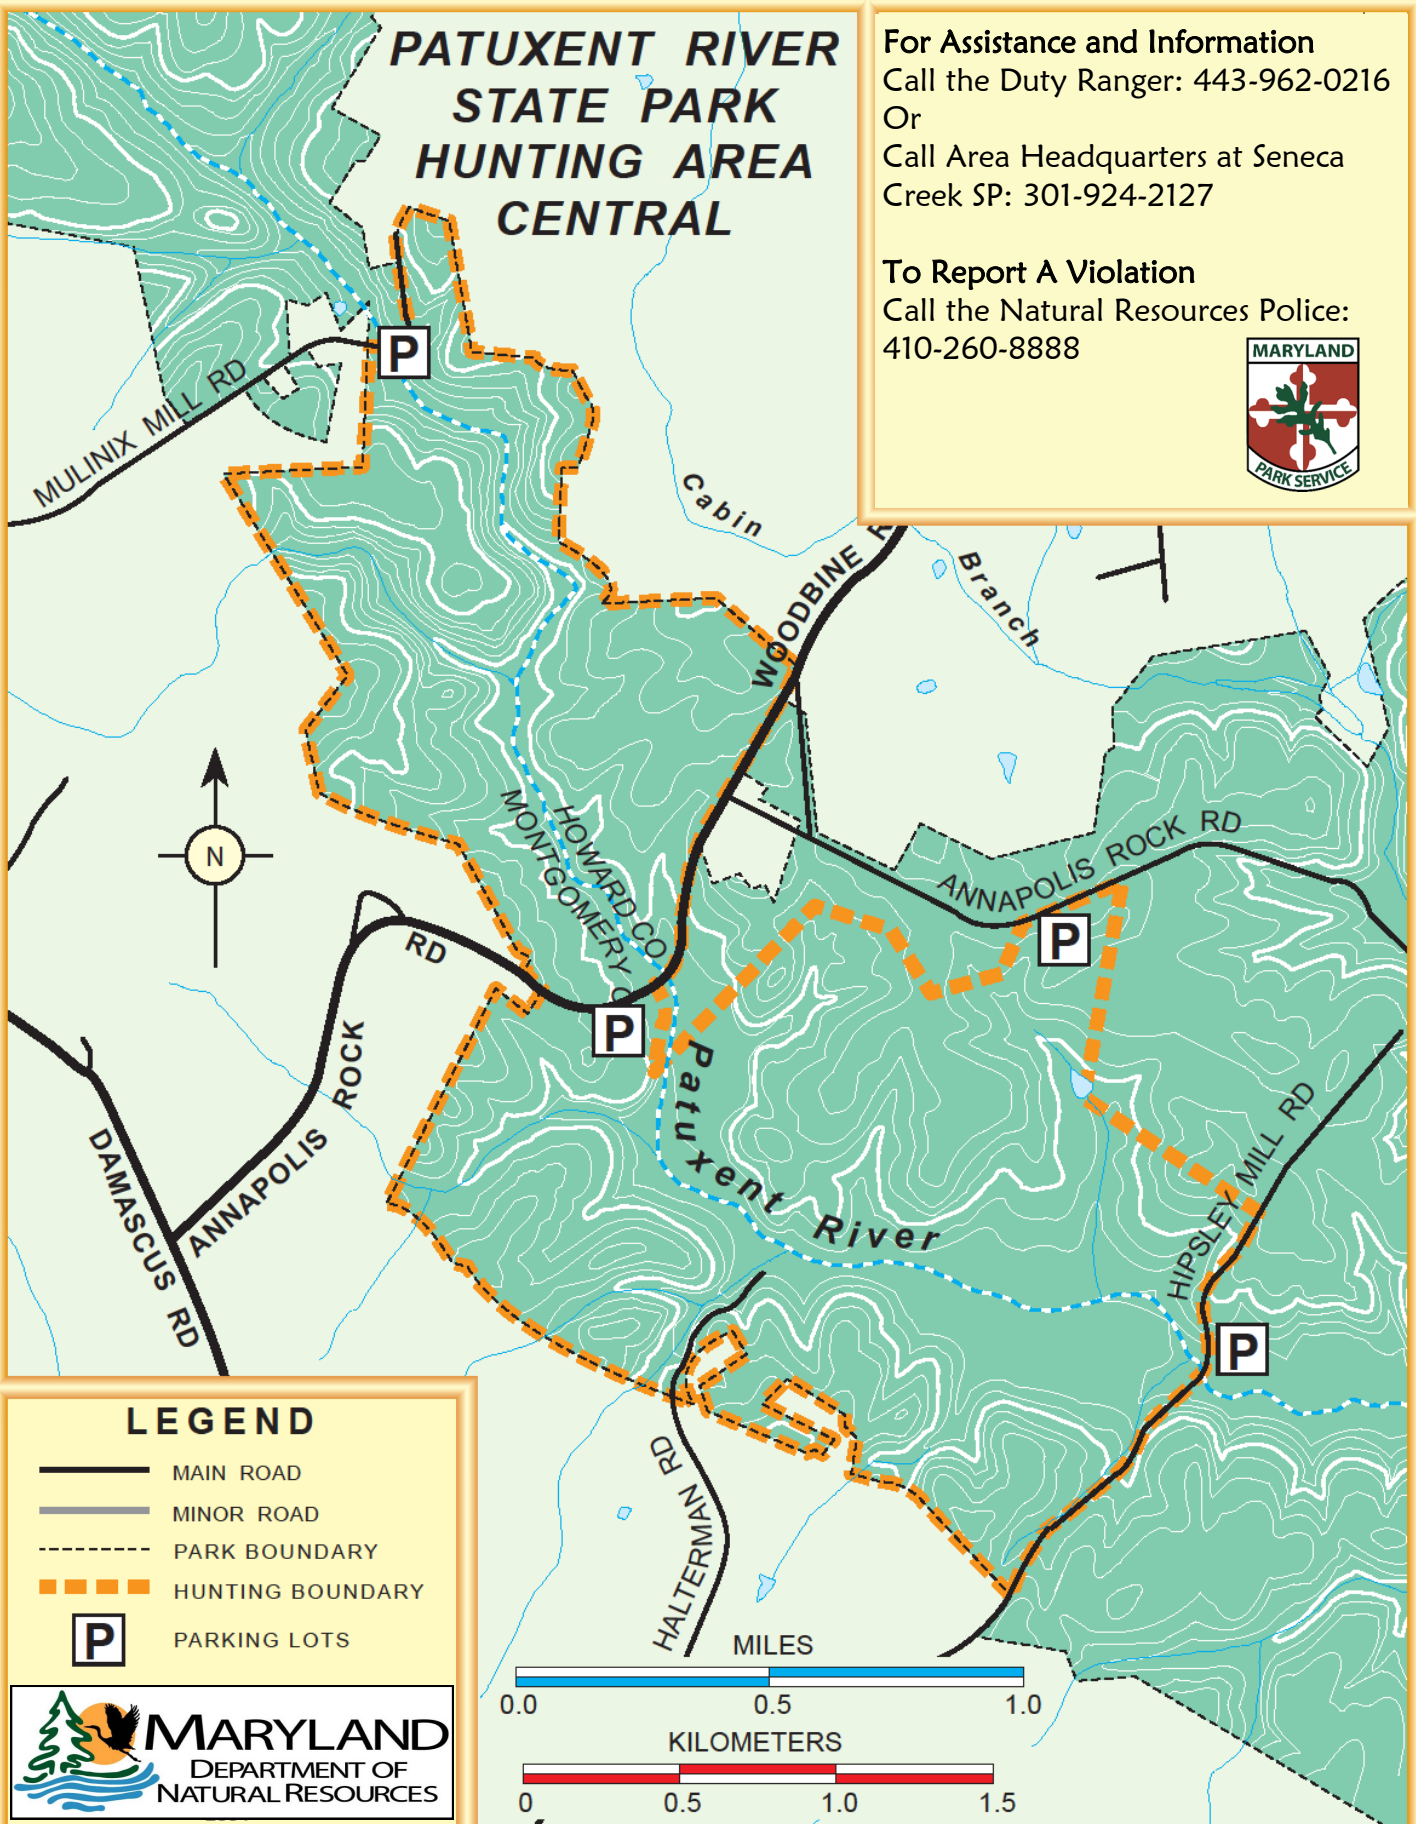 PATUXENT RIVER
STATE PARK
HUNTING AREA
CENTRAL
For Assistance and Information
Call the Duty Ranger: 443-962-0216
Or
Call Area Headquarters at Seneca
Creek SP: 301-924-2127
To Report A Violation
Call the Natural Resources Police:
410-260-8888
MARYLAND
PARK SERVICE
P
MULINIX MILL RD
Cabin
Branch
WOODBINE R
HOWARD CO
MONTGOMERY C
N
ANNAPOLIS ROCK RD
P
RD
P
ANNAPOLIS ROCK
DAMASCUS RD
Patuxent River
HIPSLEY MILL RD
P
HALTERMAN RD
LEGEND
MAIN ROAD
MINOR ROAD
PARK BOUNDARY
HUNTING BOUNDARY
P PARKING LOTS
MARYLAND
DEPARTMENT OF
NATURAL RESOURCES
MILES
0.0 0.5 1.0
KILOMETERS
0 0.5 1.0 1.5